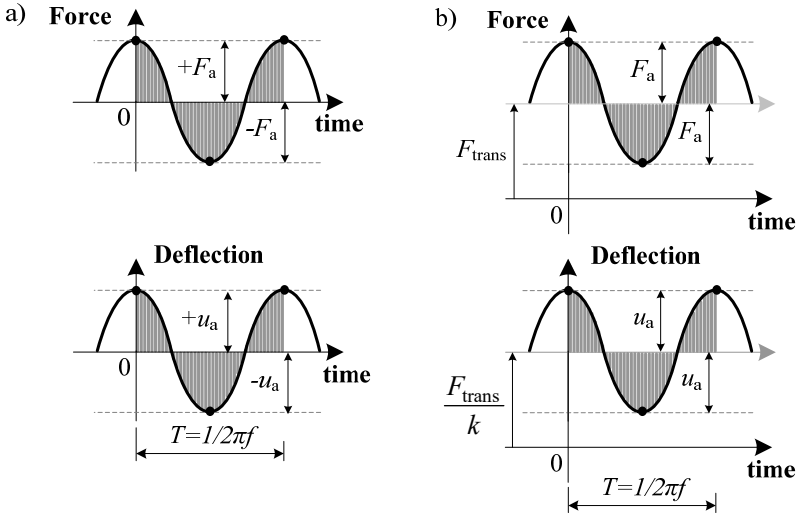 a)
Force
+Fa
0
-Fa
time
Deflection
+ua
0
-ua
time
T=1/2πf
b)
Force
Fa
Fa
Ftrans
0
time
Deflection
ua
ua
Ftrans
k
0
time
T=1/2πf